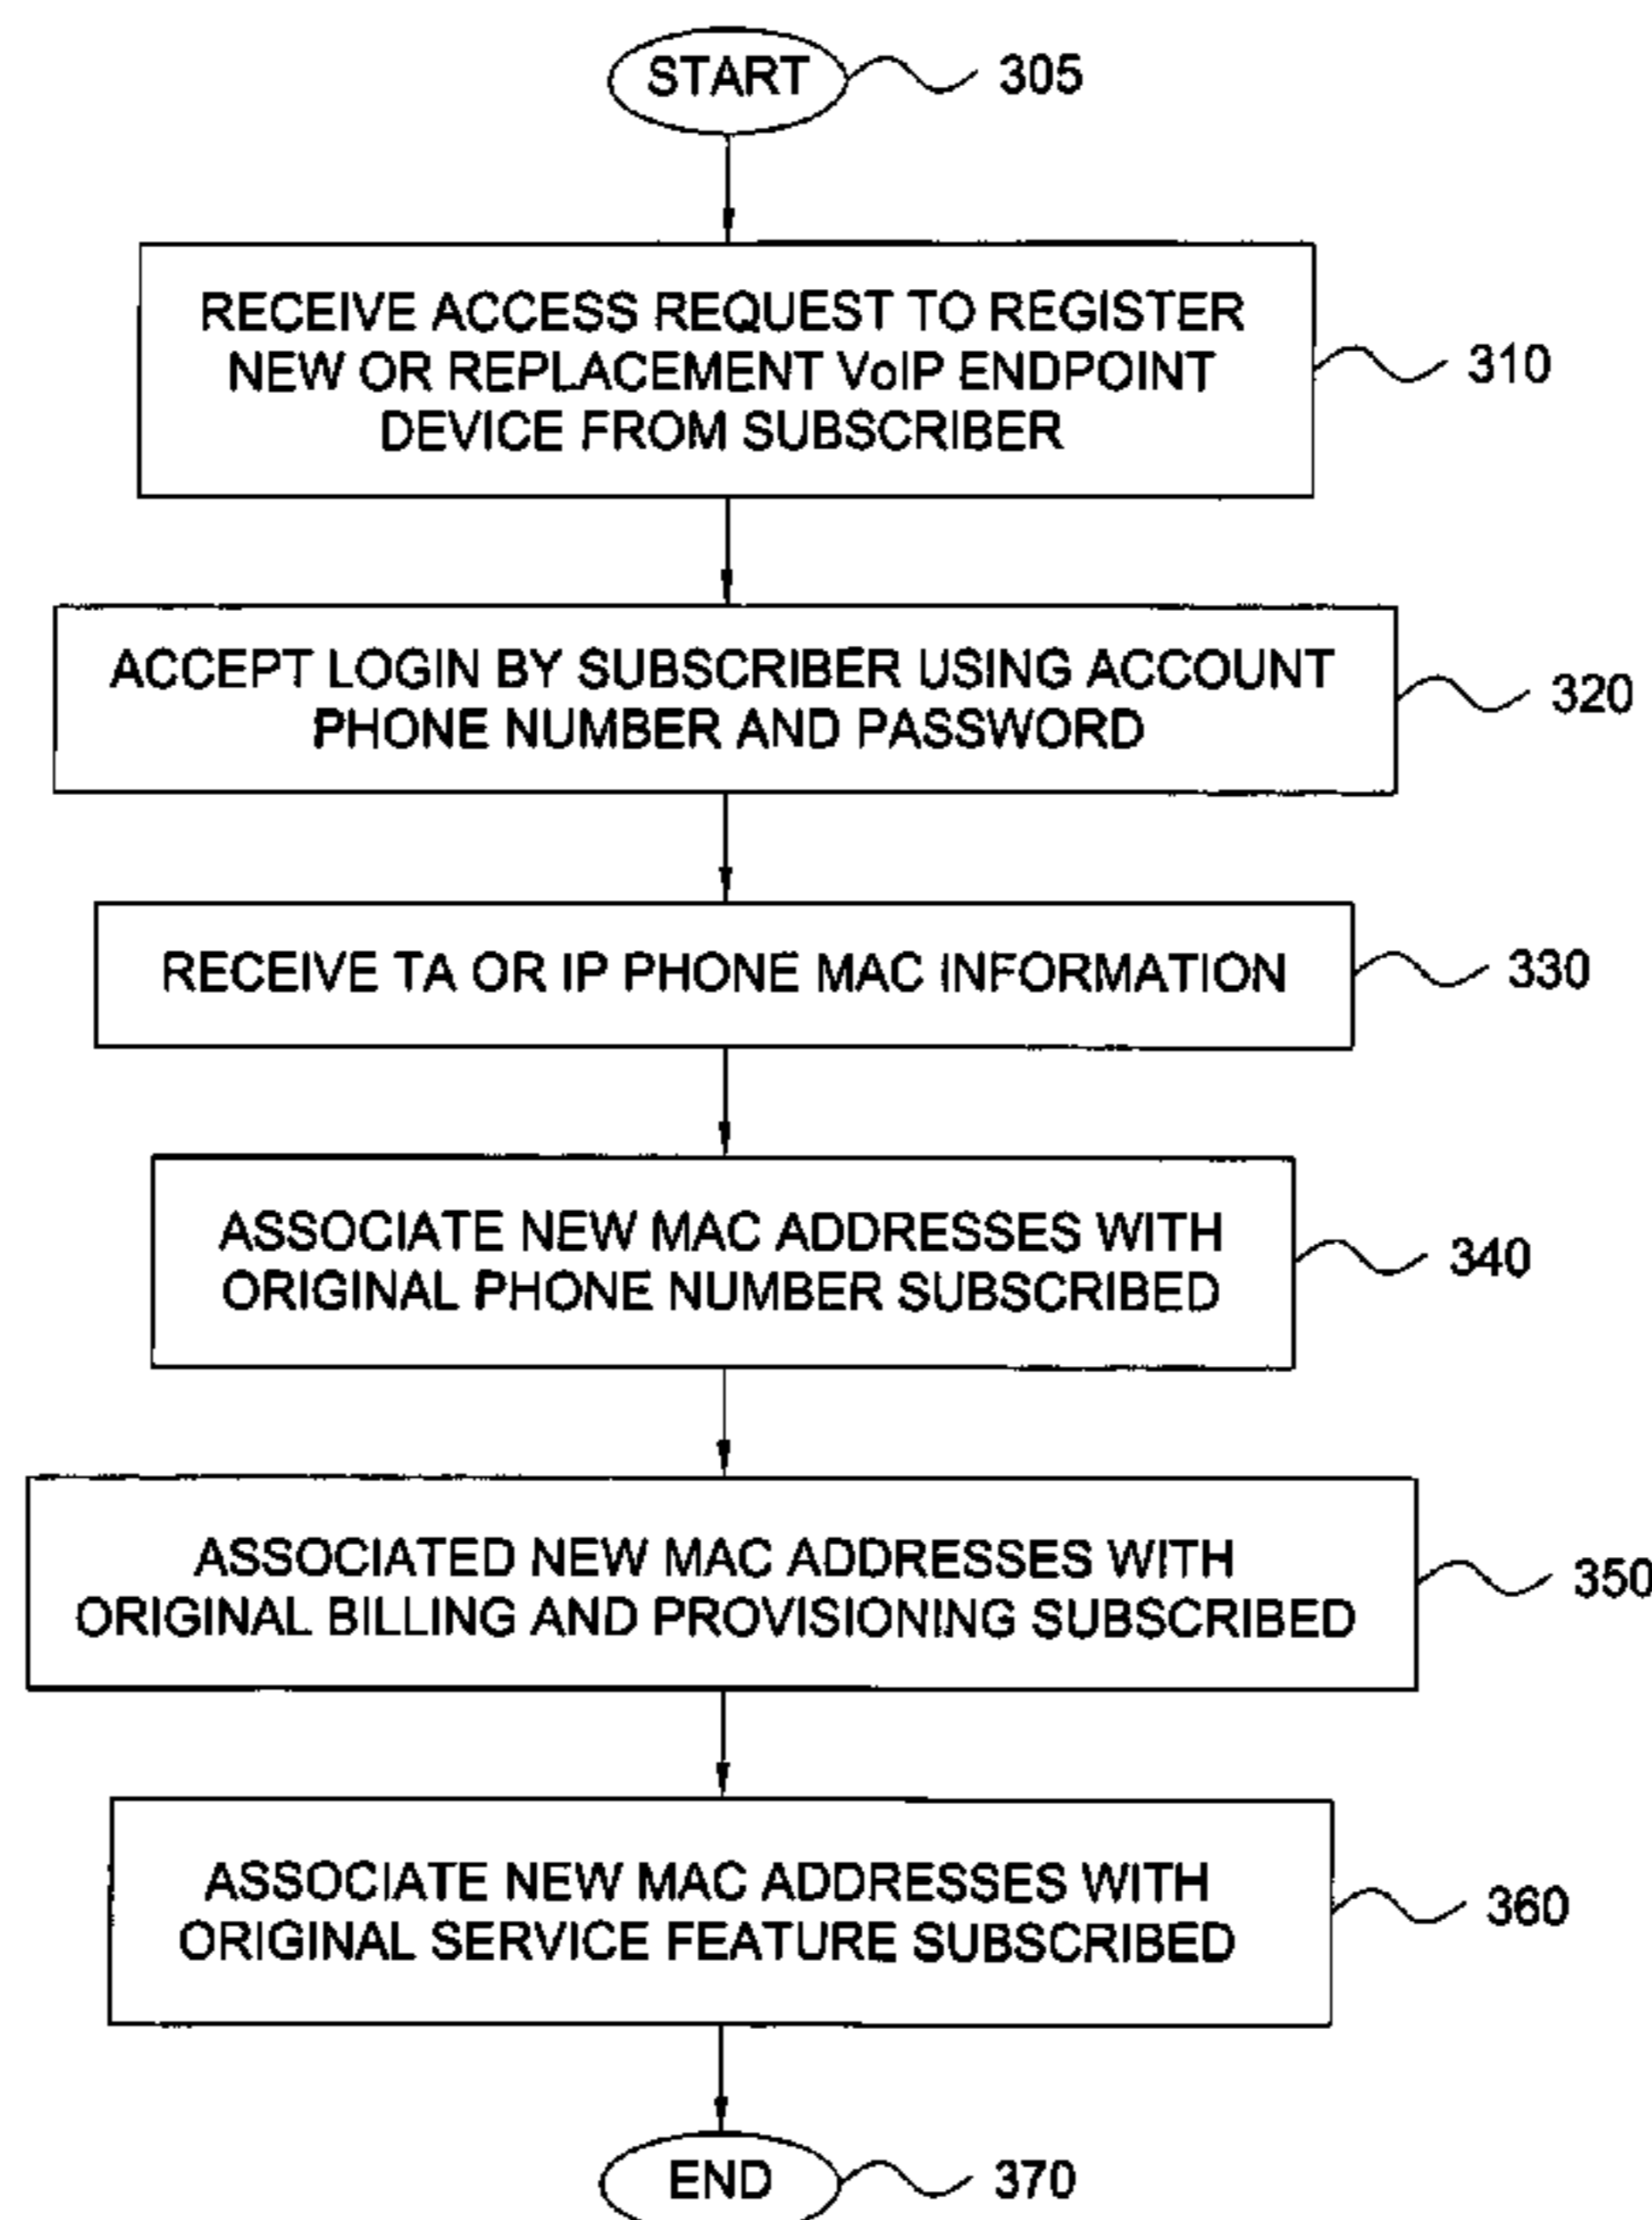 START
305
RECEIVE ACCESS REQUEST TO REGISTER
NEW OR REPLACEMENT VoIP ENDPOINT
DEVICE FROM SUBSCRIBER
310
ACCEPT LOGIN BY SUBSCRIBER USING ACCOUNT
PHONE NUMBER AND PASSWORD
320
RECEIVE TA OR IP PHONE MAC INFORMATION
330
ASSOCIATE NEW MAC ADDRESSES WITH
ORIGINAL PHONE NUMBER SUBSCRIBED
340
ASSOCIATED NEW MAC ADDRESSES WITH
ORIGINAL BILLING AND PROVISIONING SUBSCRIBED
350
ASSOCIATE NEW MAC ADDRESSES WITH
ORIGINAL SERVICE FEATURE SUBSCRIBED
360
END
370